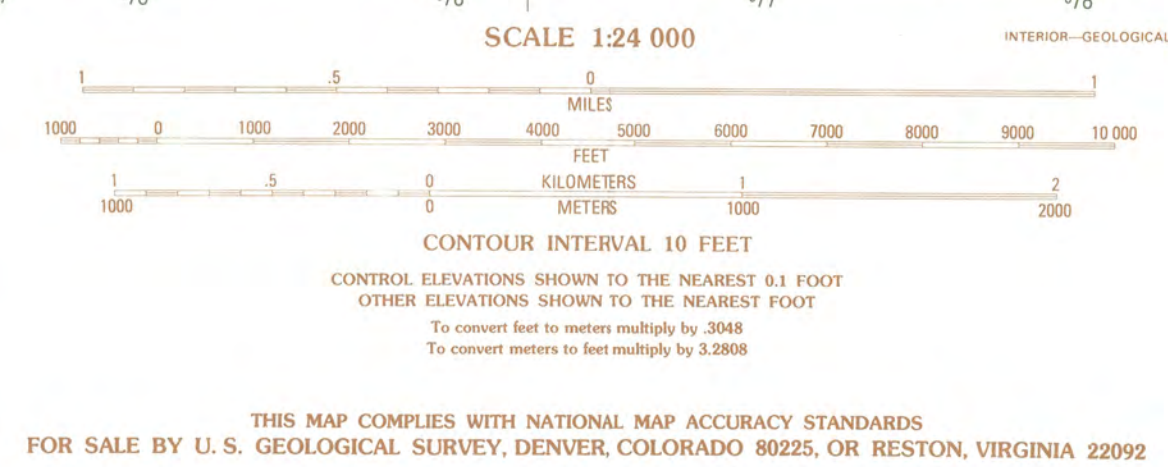 SCALE 1:24 000
INTERIOR—GEOLOGICAL
1 .5 0 1
MILES
1000 0 1000 2000 3000 4000 5000 6000 7000 8000 9000 10 000
FEET
1 .5 0 KILOMETERS 1 2
1000 0 METERS 1000 2000
CONTOUR INTERVAL 10 FEET
CONTROL ELEVATIONS SHOWN TO THE NEAREST 0.1 FOOT
OTHER ELEVATIONS SHOWN TO THE NEAREST FOOT
To convert feet to meters multiply by .3048
To convert meters to feet multiply by 3.2808
THIS MAP COMPLIES WITH NATIONAL MAP ACCURACY STANDARDS
FOR SALE BY U. S. GEOLOGICAL SURVEY, DENVER, COLORADO 80225, OR RESTON, VIRGINIA 22092